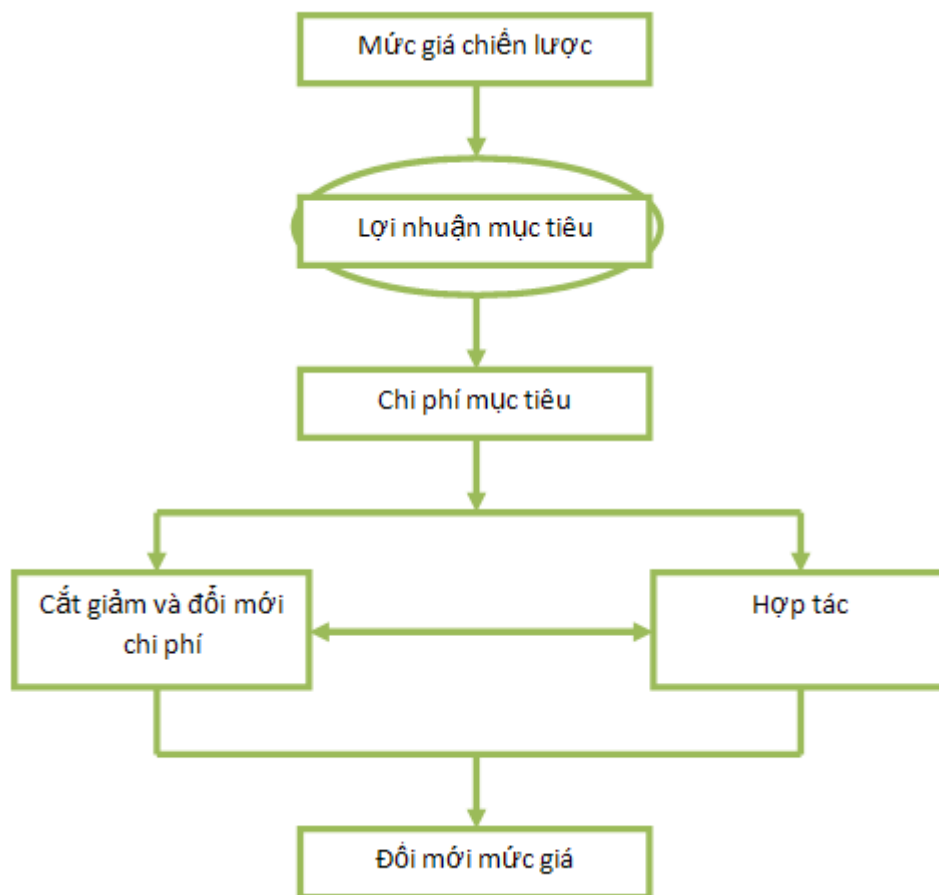 Mức giá chiến lược
Lợi nhuận mục tiêu
Chi phí mục tiêu
Cắt giảm và đổi mới
chi phí
Hợp tác
Đổi mới mức giá